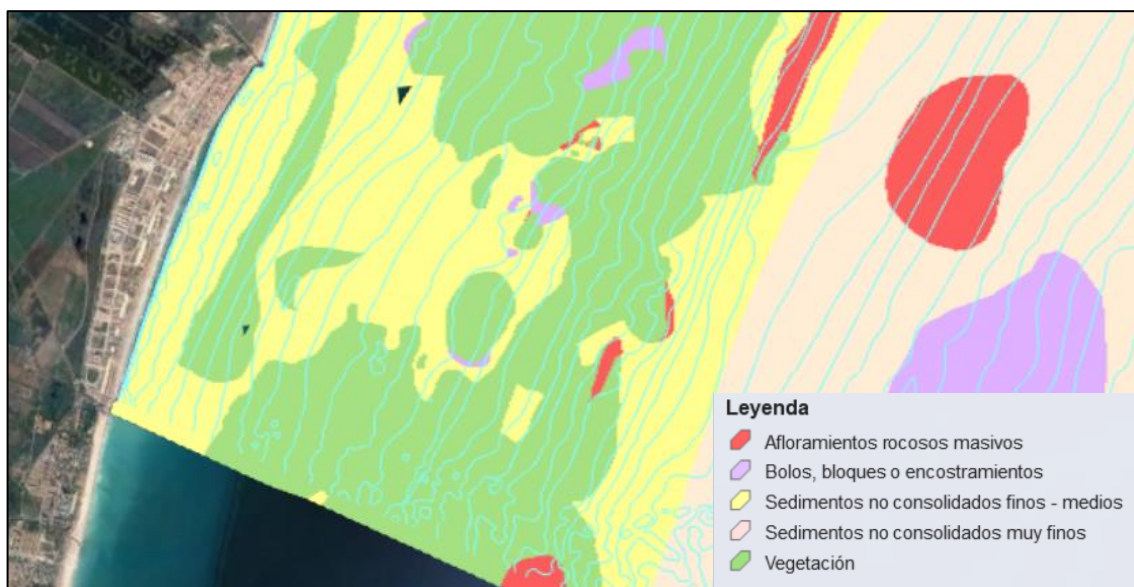 Leyenda
Afloramientos rocosos masivos
Bolos, bloques o encostramientos
Sedimentos no consolidados finos - medios
Sedimentos no consolidados muy finos
Vegetación